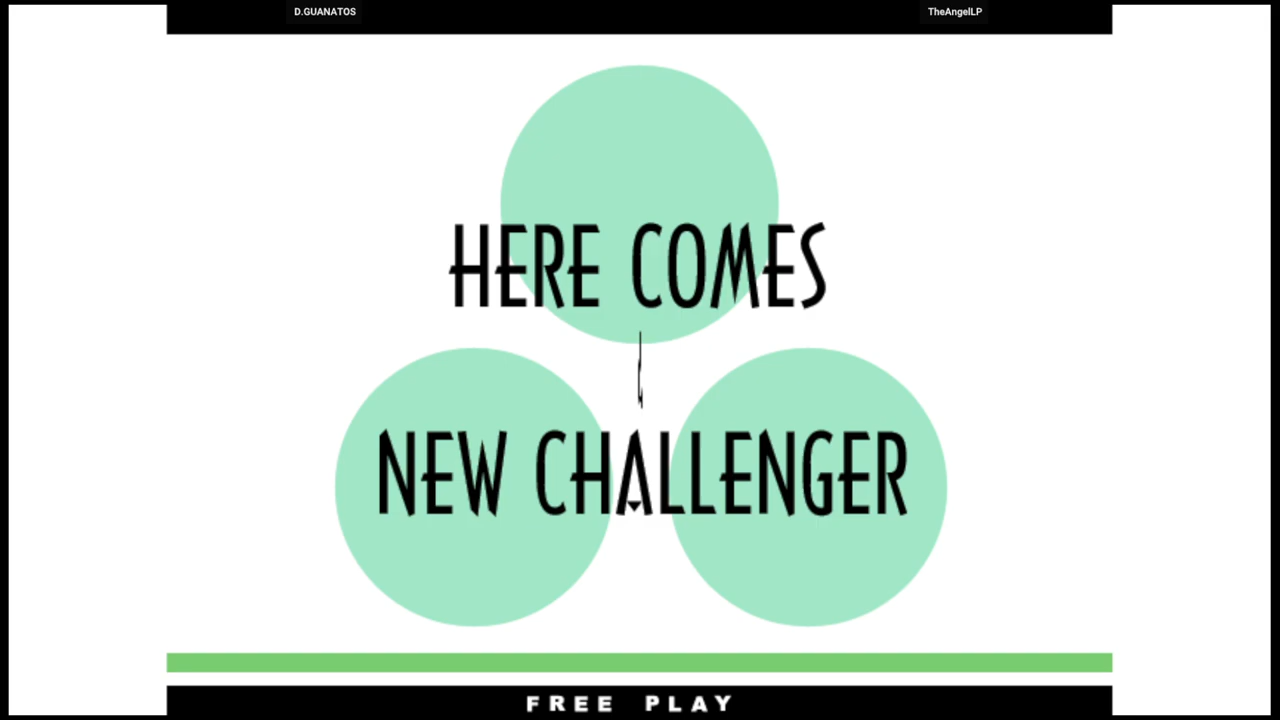 D.GUANATOS
TheAngelLP
HERE COMES
NEW CHALLENGER
FREE PLAY